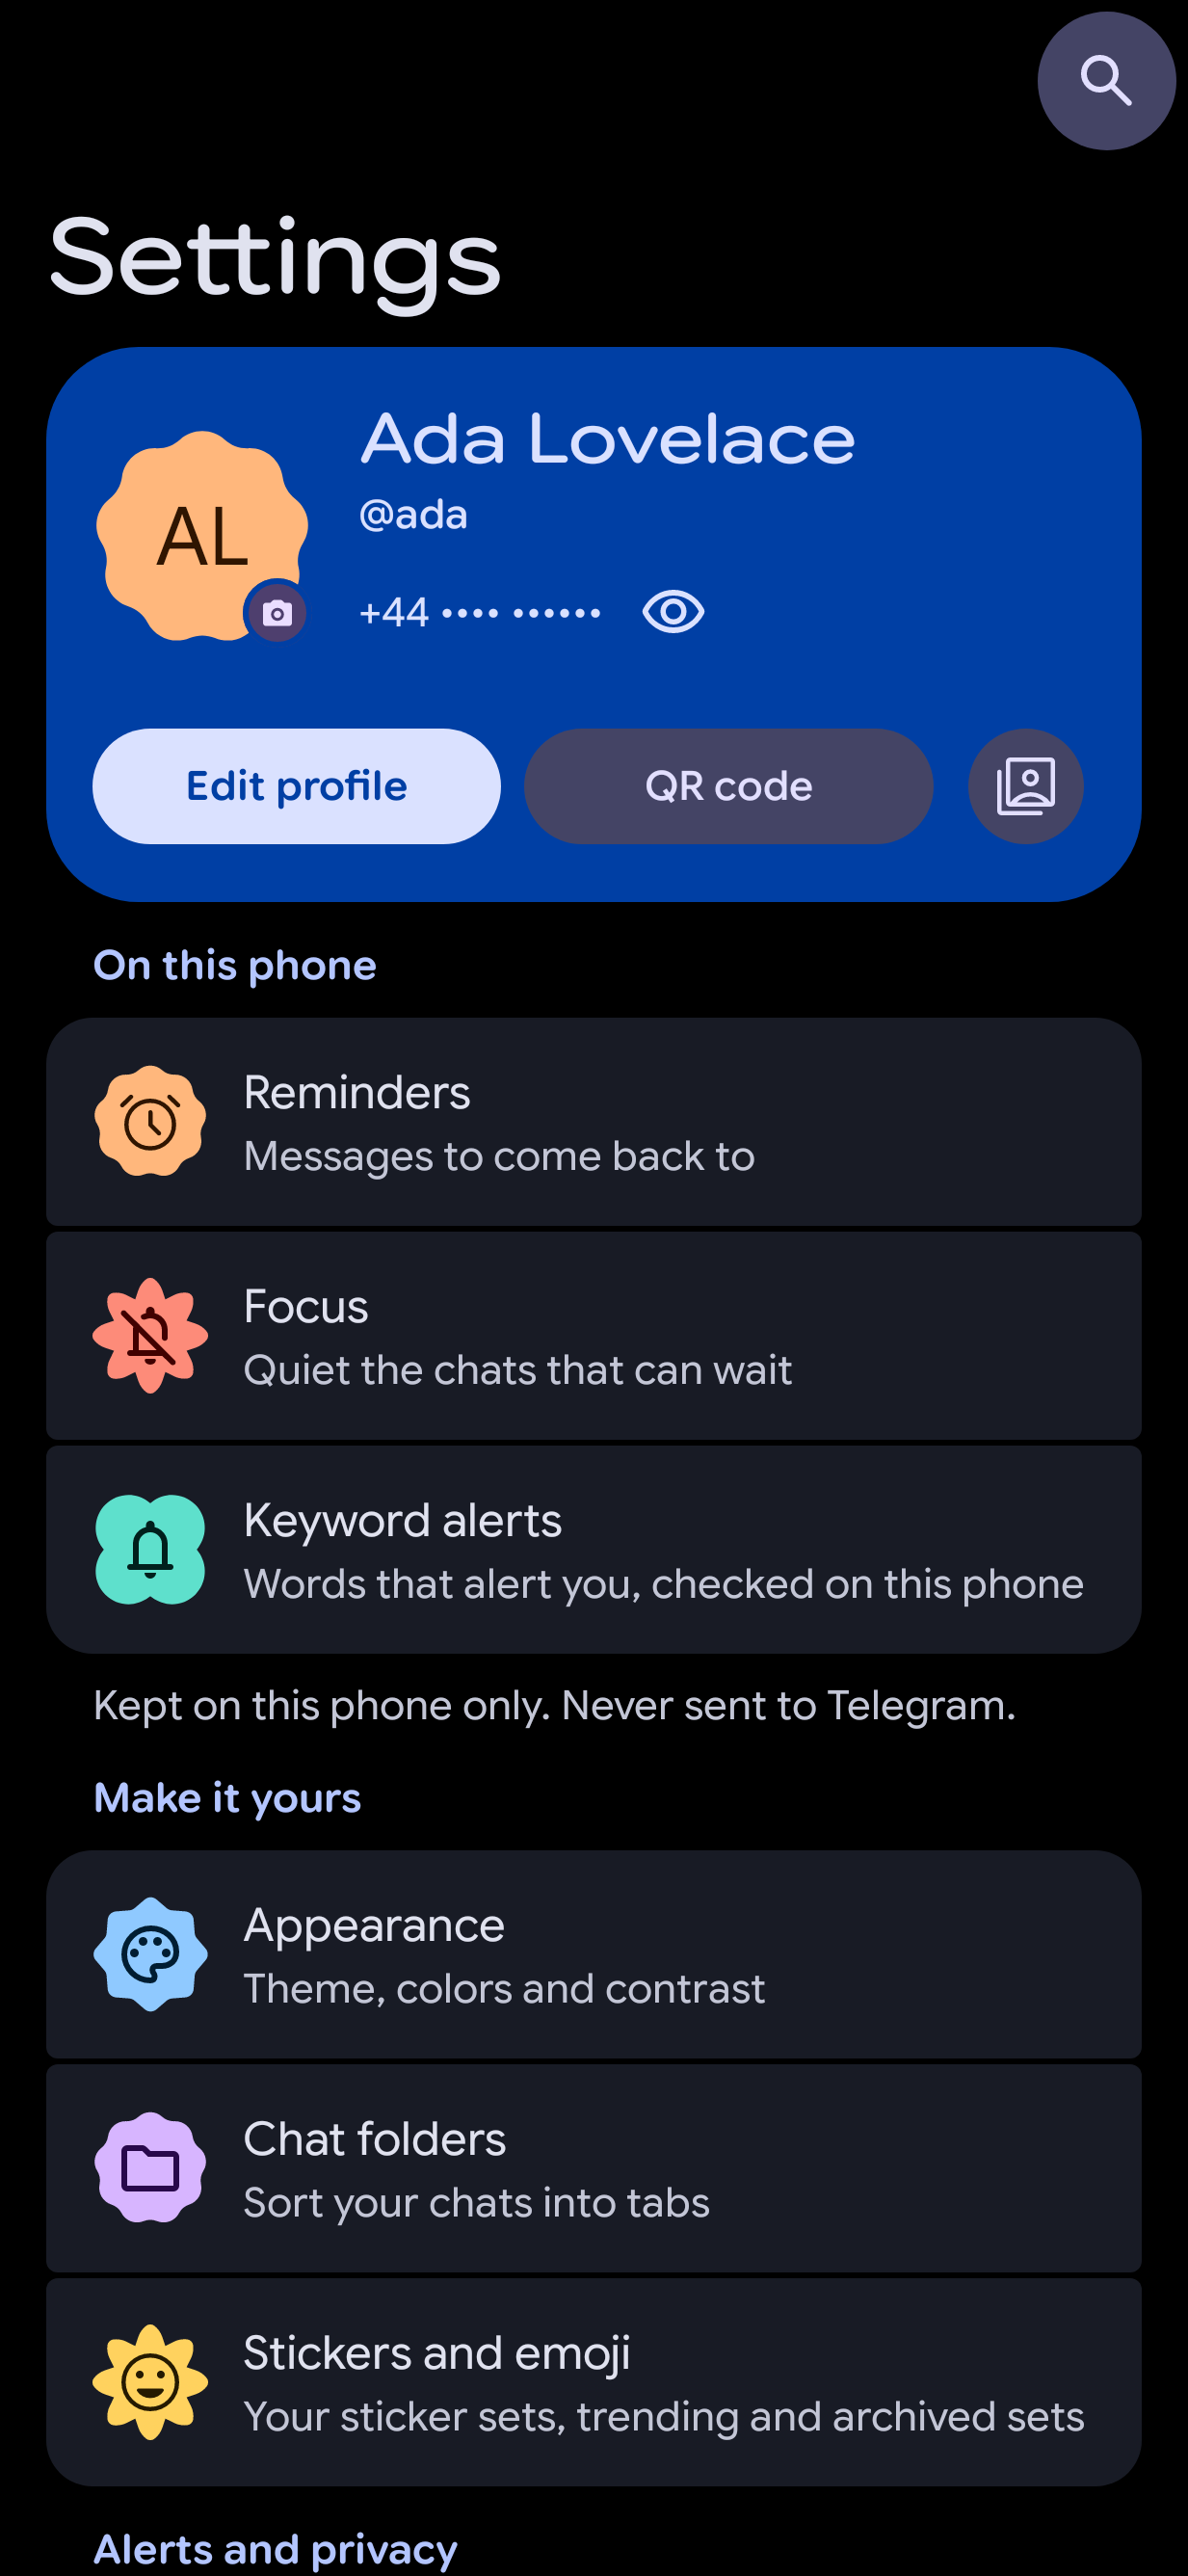 Settings
Ada Lovelace
@ada
AL
+44 •••• ••••••
Edit profile
QR code
On this phone
Reminders
Messages to come back to
Focus
Quiet the chats that can wait
Keyword alerts
Words that alert you, checked on this phone
Kept on this phone only. Never sent to Telegram.
Make it yours
Appearance
Theme, colors and contrast
Chat folders
Sort your chats into tabs
Stickers and emoji
Your sticker sets, trending and archived sets
Alerts and privacy